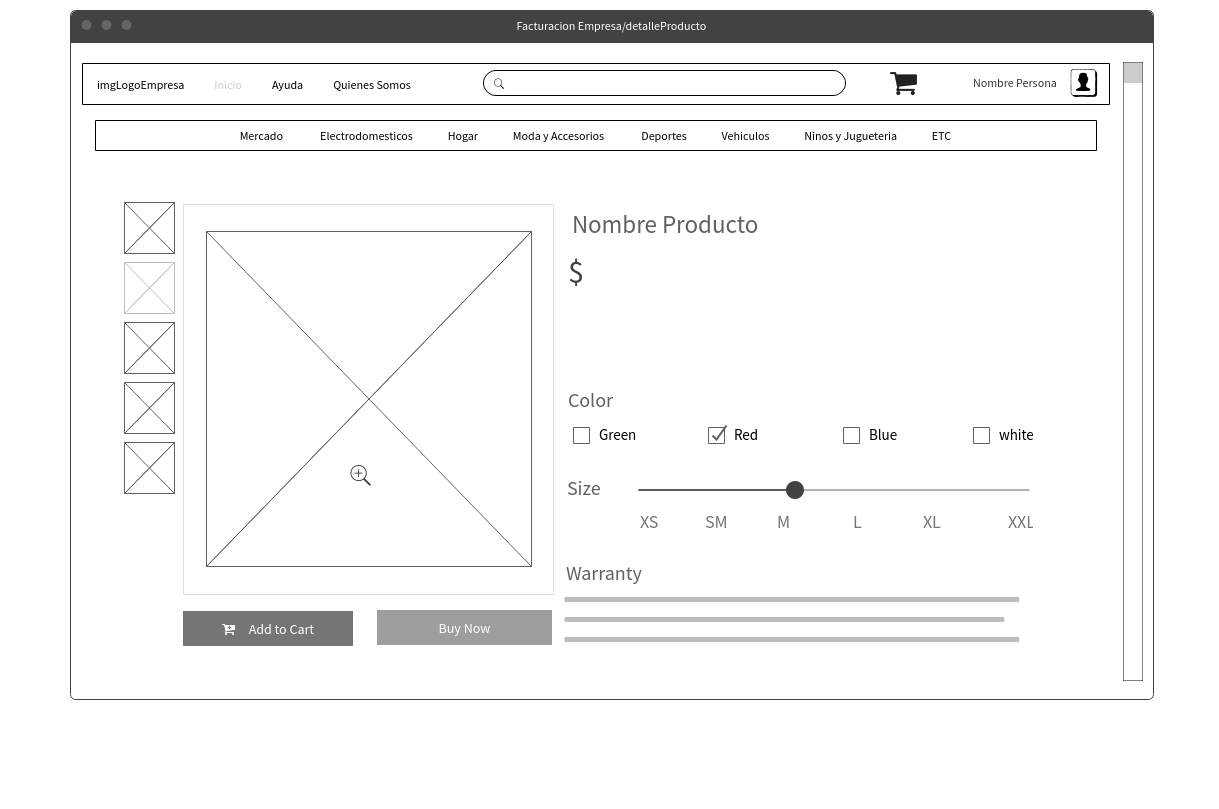 Facturacion Empresa/detalleProducto
imgLogoEmpresa Inicio Ayuda Quienes Somos Nombre Persona
Mercado Electrodomesticos Hogar Moda y Accesorios Deportes Vehiculos Ninos y Jugueteria ETC
Nombre Producto
$
Color
Green Red Blue white
Size
XS SM M L XL XXL
Warranty
Add to Cart Buy Now